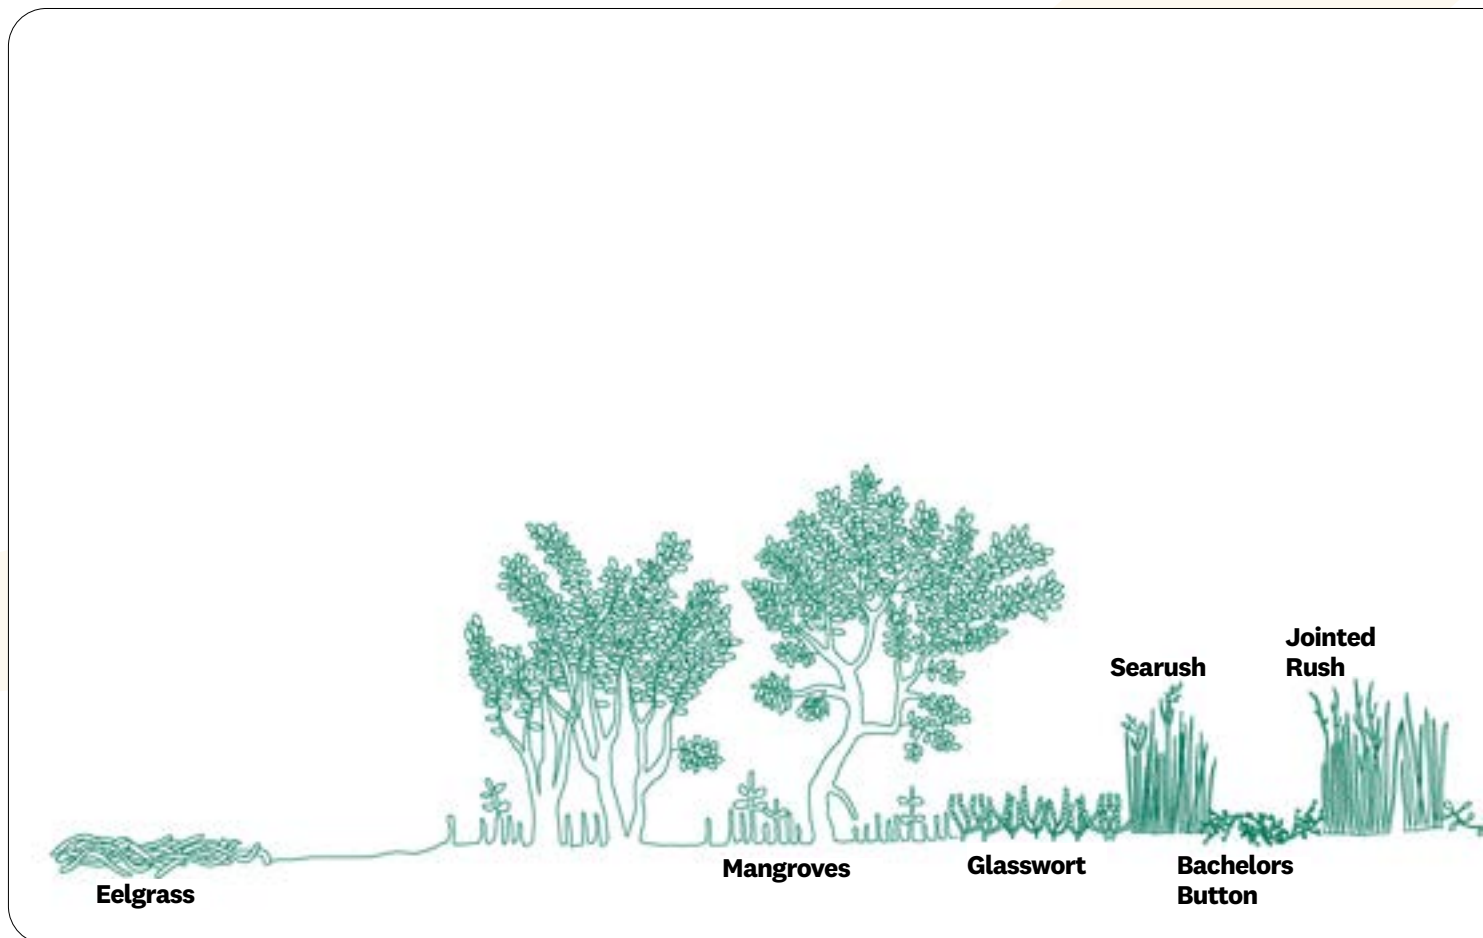 Eelgrass
Mangroves
Glasswort
Searush
Bachelors
Button
Jointed
Rush